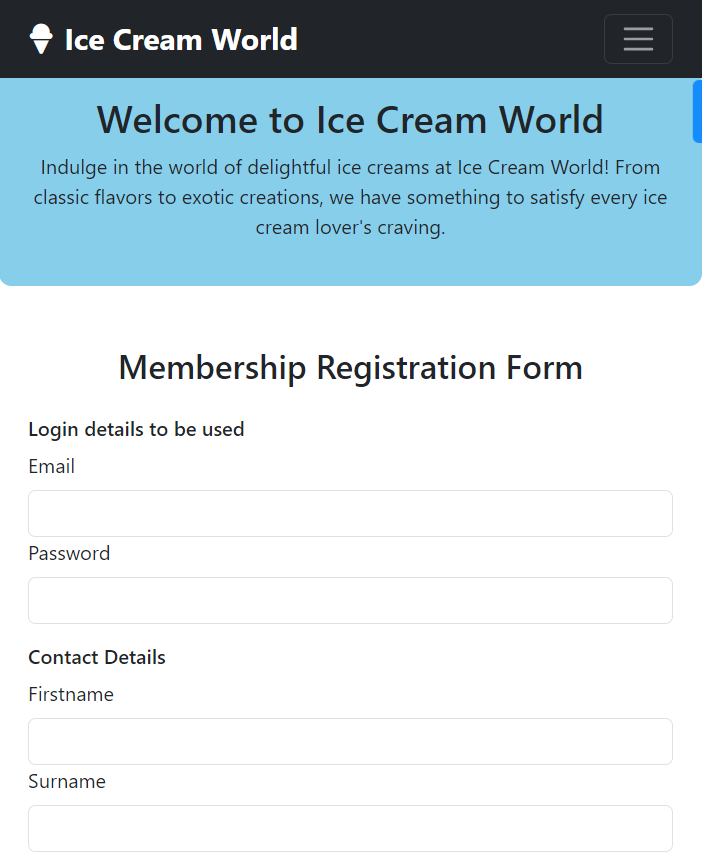 Ice Cream World
Welcome to Ice Cream World
Indulge in the world of delightful ice creams at Ice Cream World! From
classic flavors to exotic creations, we have something to satisfy every ice
cream lover's craving.
Membership Registration Form
Login details to be used
Email
Password
Contact Details
Firstname
Surname